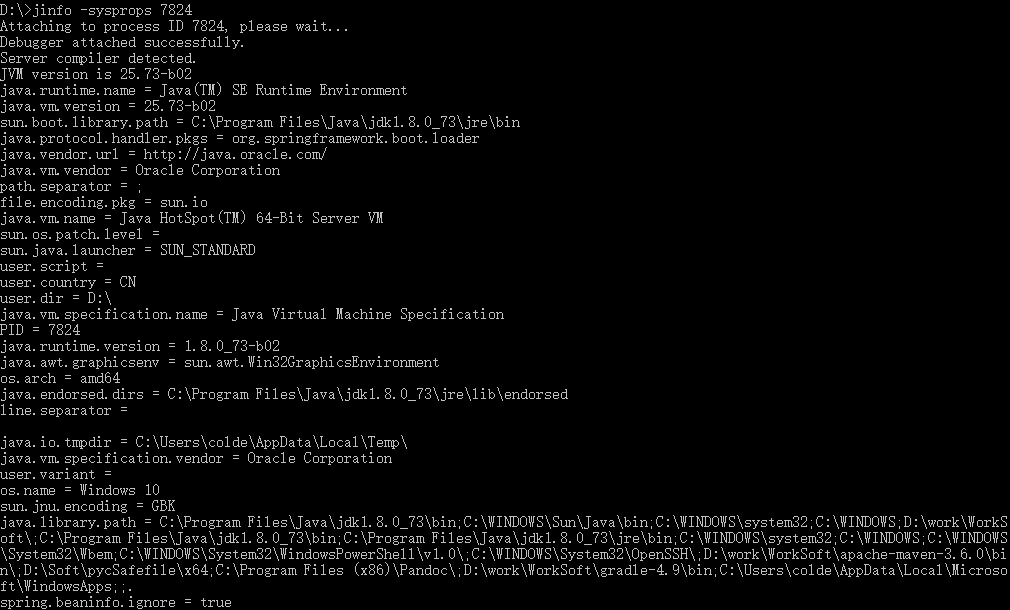 D:\>jinfo -sysprops 7824
Attaching to process ID 7824, please wait...
Debugger attached successfully.
Server compiler detected.
JVM version is 25.73-b02
java.runtime.name = Java(TM) SE Runtime Environment
java.vm.version = 25.73-b02
sun.boot.library.path = C:\Program Files\Java\jdk1.8.0_73\jre\bin
java.protocol.handler.pkgs = org.springframework.boot.loader
java.vendor.url = http://java.oracle.com/
java.vm.vendor = Oracle Corporation
path.separator = ;
file.encoding.pkg = sun.io
java.vm.name = Java HotSpot(TM) 64-Bit Server VM
sun.os.patch.level =
sun.java.launcher = SUN_STANDARD
user.script =
user.country = CN
user.dir = D:\
java.vm.specification.name = Java Virtual Machine Specification
PID = 7824
java.runtime.version = 1.8.0_73-b02
java.awt.graphicsenv = sun.awt.Win32GraphicsEnvironment
os.arch = amd64
java.endorsed.dirs = C:\Program Files\Java\jdk1.8.0_73\jre\lib\endorsed
line.separator =
java.io.tmpdir = C:\Users\colde\AppData\Local\Temp\
java.vm.specification.vendor = Oracle Corporation
user.variant =
os.name = Windows 10
sun.jnu.encoding = GBK
java.library.path = C:\Program Files\Java\jdk1.8.0_73\bin;C:\WINDOWS\Sun\Java\bin;C:\WINDOWS\system32;C:\WINDOWS;D:\work\WorkS
oft\;C:\Program Files\Java\jdk1.8.0_73\bin;C:\Program Files\Java\jdk1.8.0_73\jre\bin;C:\WINDOWS\system32;C:\WINDOWS;C:\WINDOWS
\System32\Wbem;C:\WINDOWS\System32\WindowsPowerShell\v1.0\;C:\WINDOWS\System32\OpenSSH\;D:\work\WorkSoft\apache-maven-3.6.0\bi
n\;D:\Soft\pycSafefile\x64;C:\Program Files (x86)\Pandoc\;D:\work\WorkSoft\gradle-4.9\bin;C:\Users\colde\AppData\Local\Microso
ft\WindowsApps;;.
spring.beaninfo.ignore = true